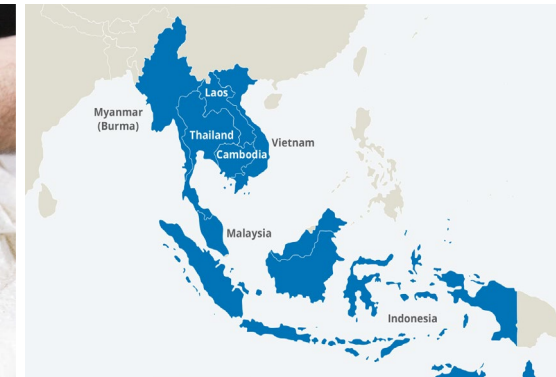 Laos
Myanmar
(Burma)
Thailand
Vietnam
Cambodia
Malaysia
Indonesia